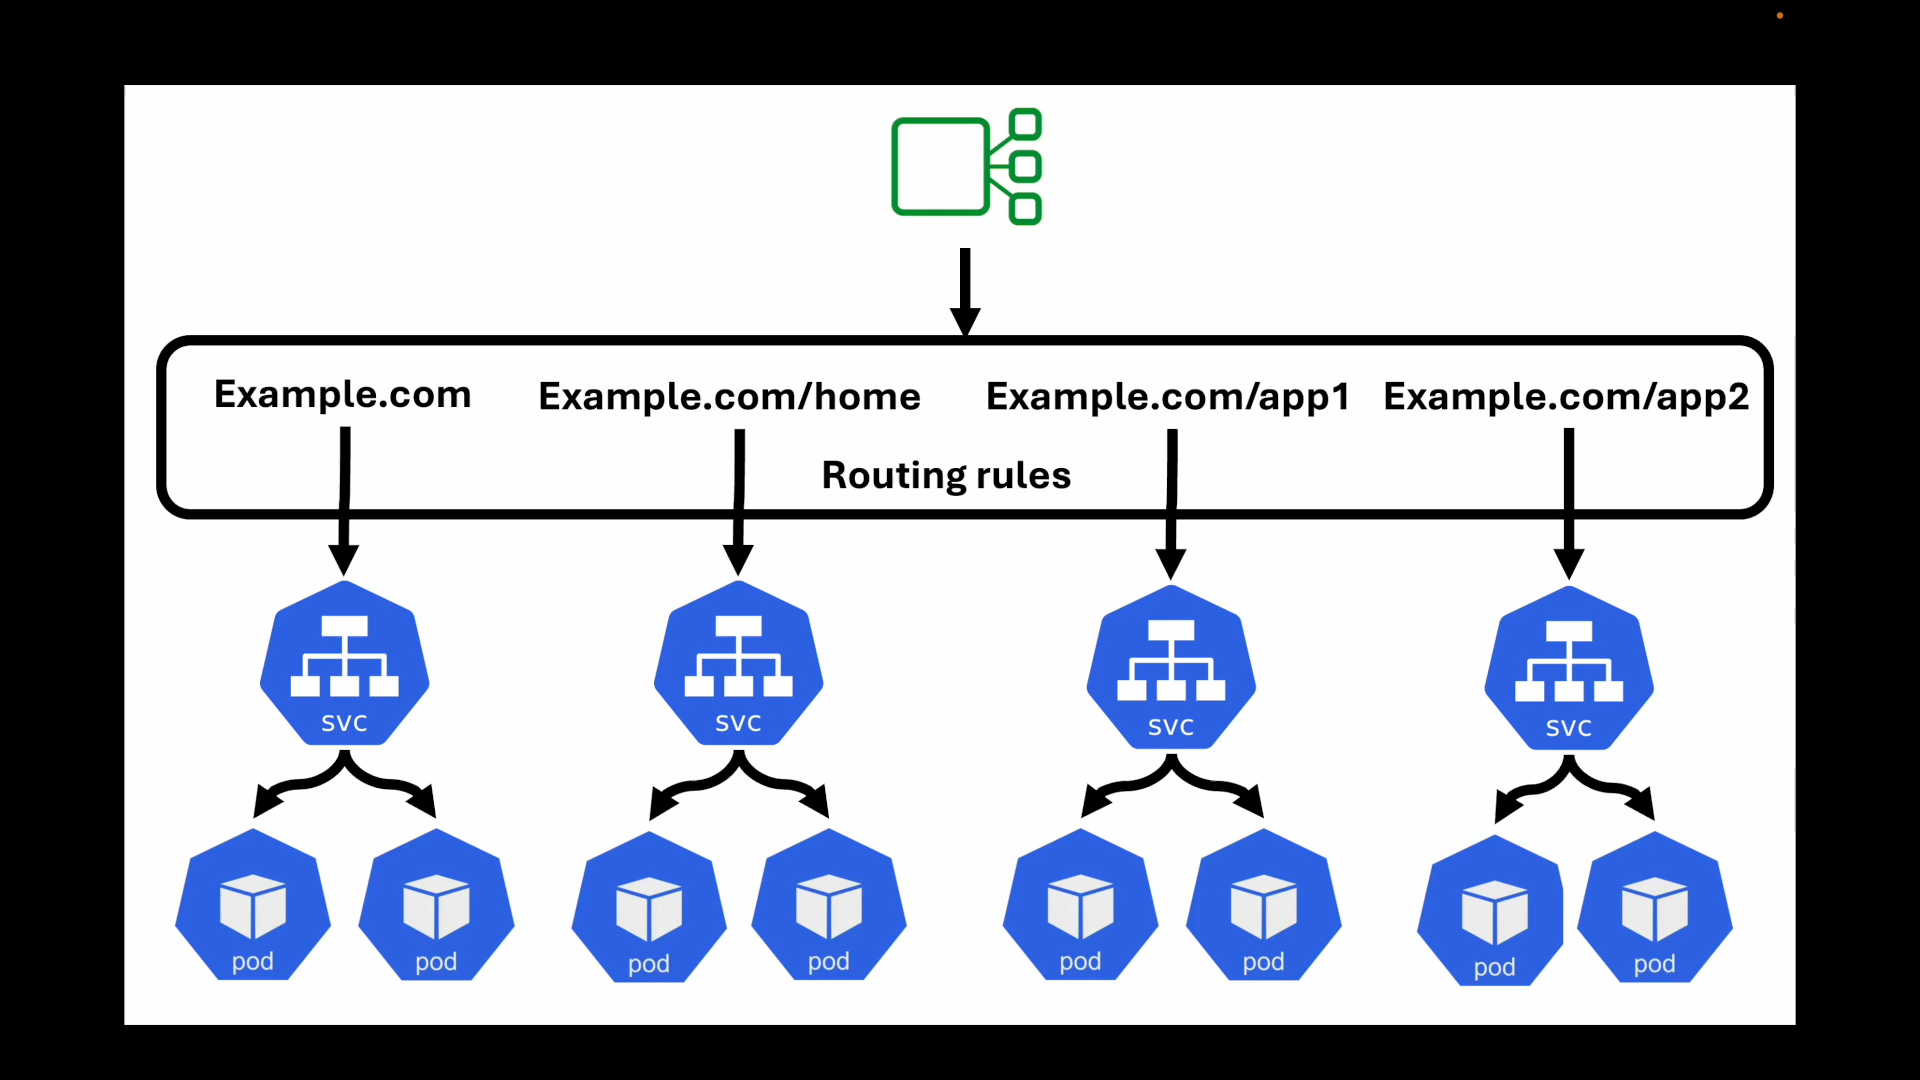 Example.com
Example.com/home
Example.com/app1
Example.com/app2
Routing rules
svc
svc
svc
svc
pod
pod
pod
pod
pod
pod
pod
pod